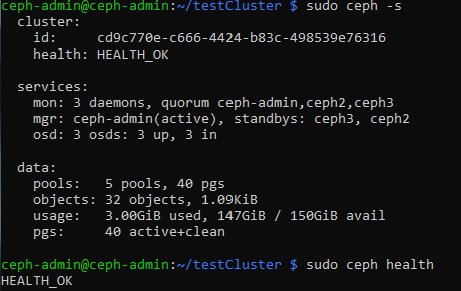 ceph-admin@ceph-admin:~/testCluster $ sudo ceph -s
cluster:
id: cd9c770e-c666-4424-b83c-498539e76316
health: HEALTH_OK
services:
mon: 3 daemons, quorum ceph-admin,ceph2,ceph3
mgr: ceph-admin(active), standbys: ceph3, ceph2
osd: 3 osds: 3 up, 3 in
data:
pools: 5 pools, 40 pgs
objects: 32 objects, 1.09KiB
usage: 3.00GiB used, 147GiB / 150GiB avail
pgs: 40 active+clean
ceph-admin@ceph-admin:~/testCluster $ sudo ceph health
HEALTH_OK